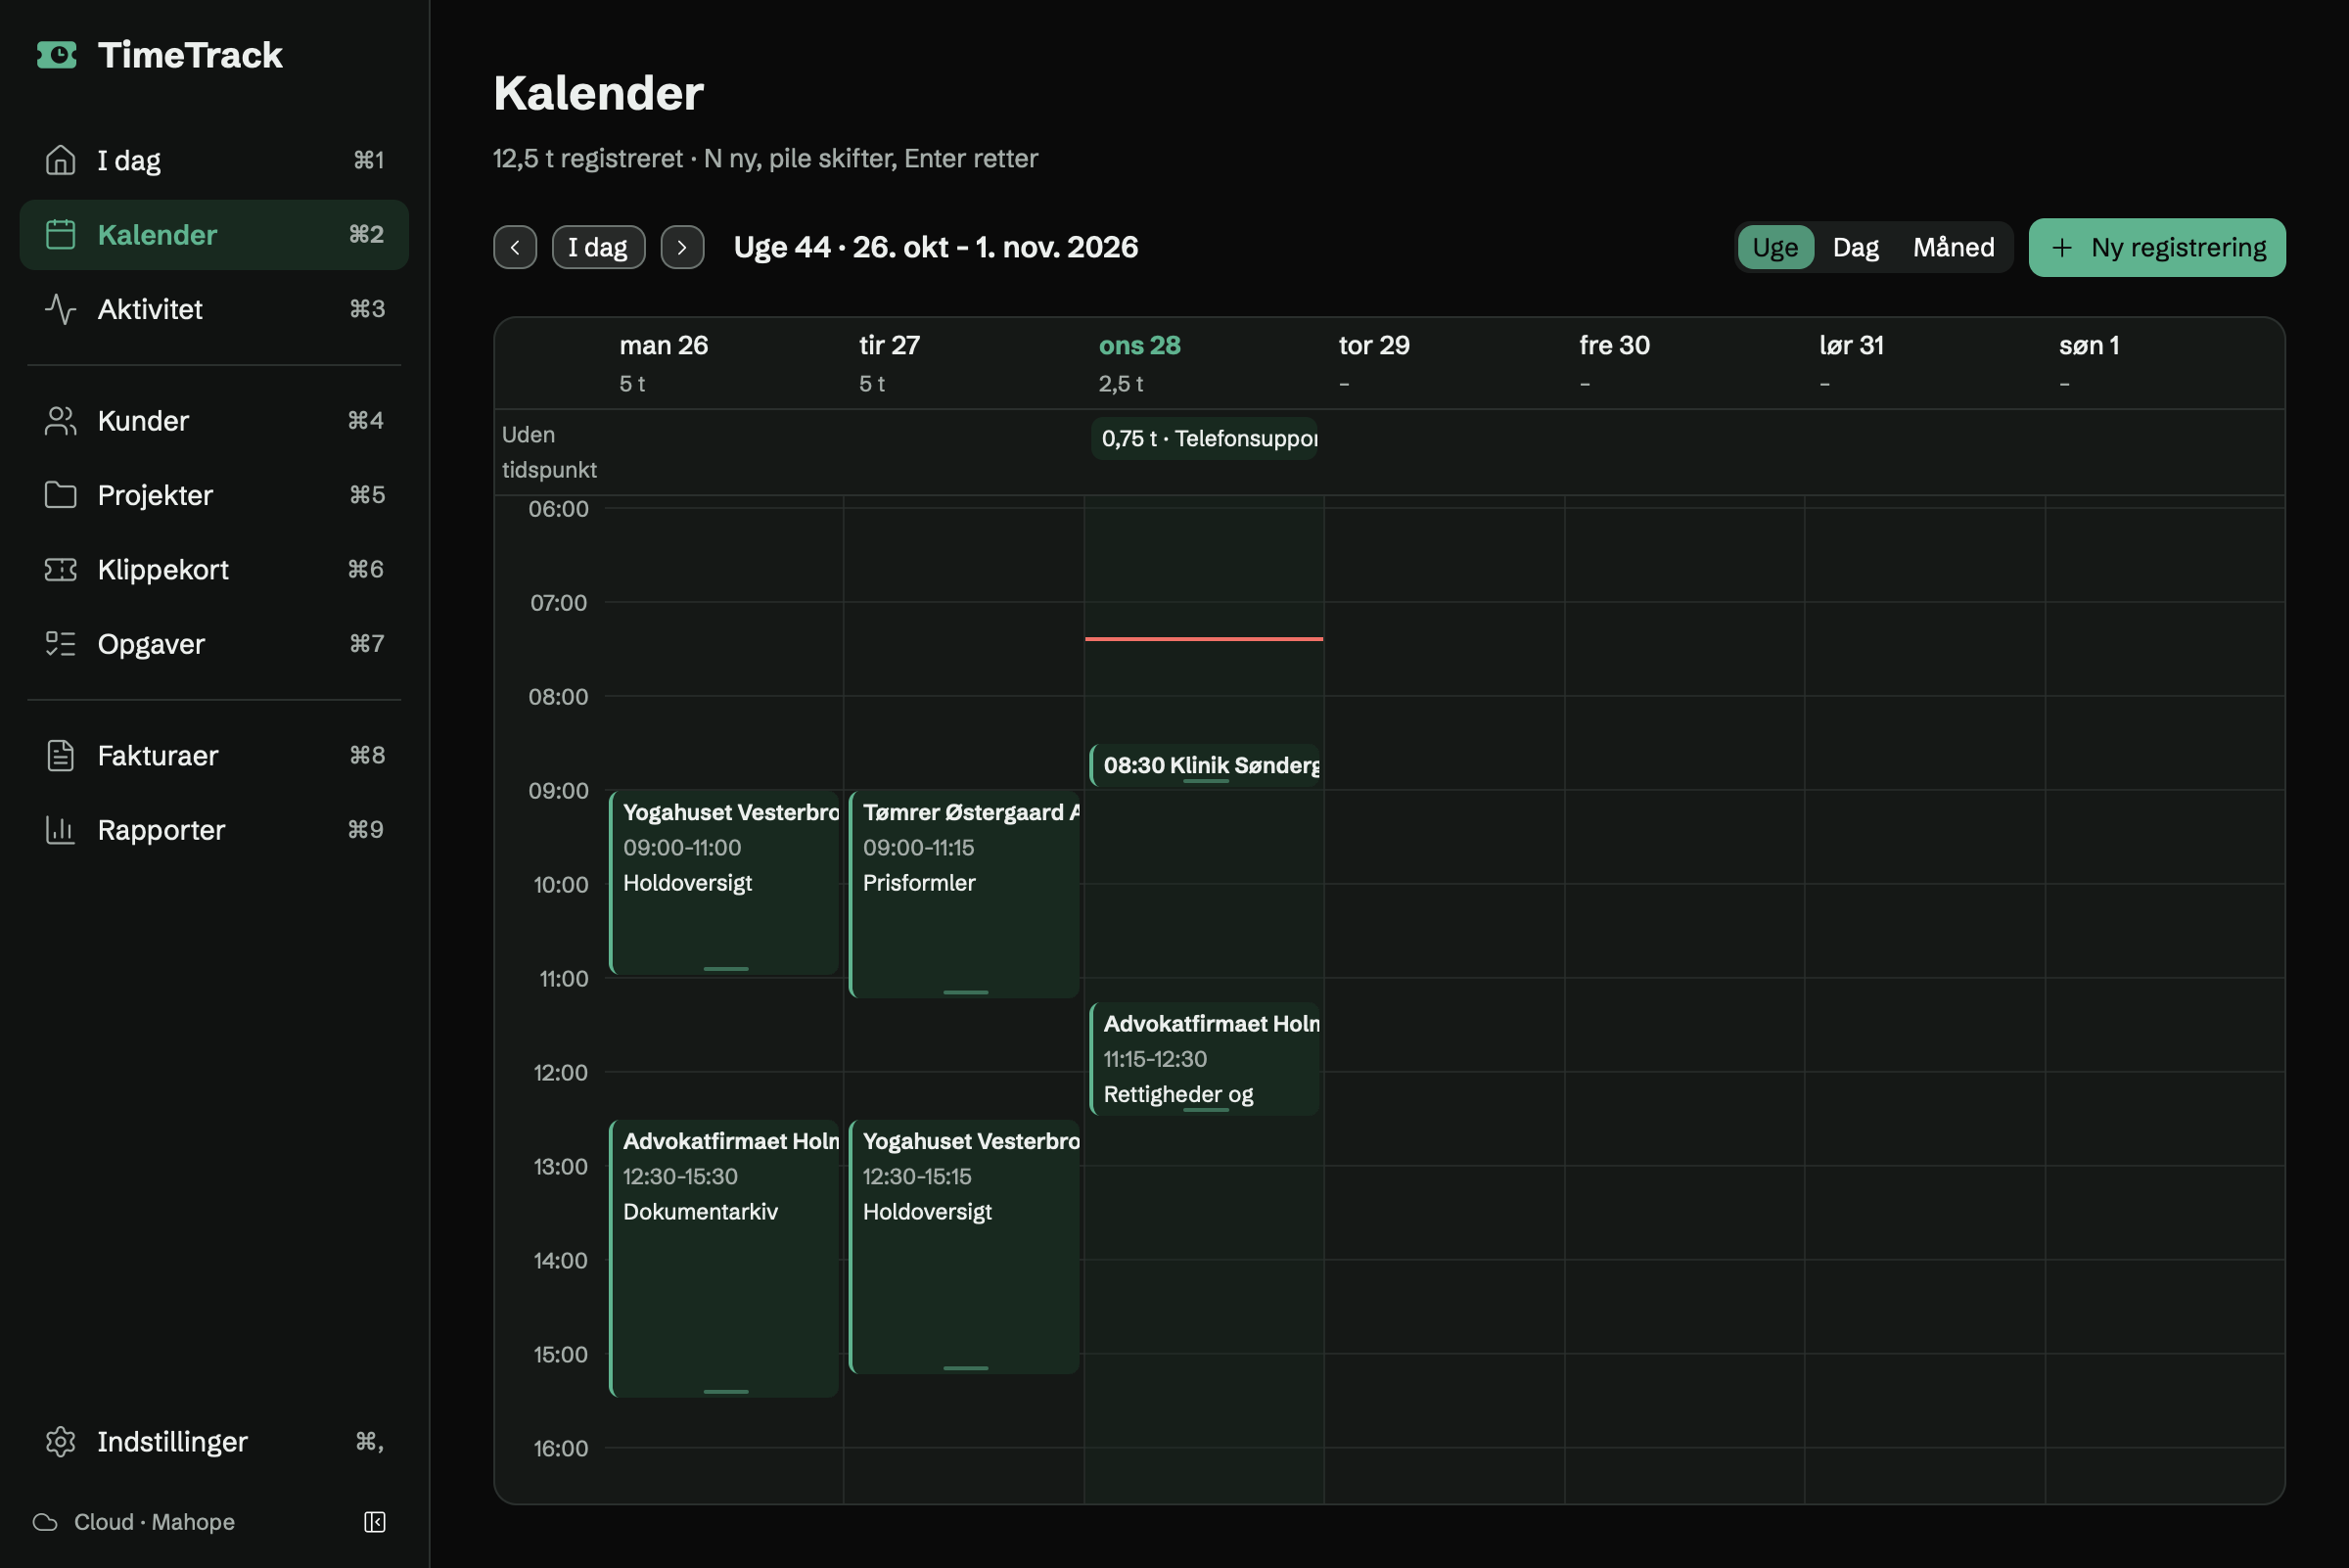 TimeTrack
I dag ⌘1
Kalender ⌘2
Aktivitet ⌘3
Kunder ⌘4
Projekter ⌘5
Klippekort ⌘6
Opgaver ⌘7
Fakturaer ⌘8
Rapporter ⌘9
Indstillinger ⌘,
Cloud · Mahope
Kalender
12,5 t registreret · N ny, pile skifter, Enter retter
I dag
Uge 44 · 26. okt – 1. nov. 2026
Uge Dag Måned
+ Ny registrering
man 26 tir 27 ons 28 tor 29 fre 30 lør 31 søn 1
5 t 5 t 2,5 t – – – –
Uden
tidspunkt
0,75 t · Telefonsuppor
06:00
07:00
08:00
08:30 Klinik Sønderg
09:00
Yogahuset Vesterbro
09:00–11:00
Holdoversigt
Tømrer Østergaard A
09:00–11:15
Prisformler
10:00
11:00
Advokatfirmaet Holm
11:15–12:30
Rettigheder og
12:00
Advokatfirmaet Holm
12:30–15:30
Dokumentarkiv
Yogahuset Vesterbro
12:30–15:15
Holdoversigt
13:00
14:00
15:00
16:00